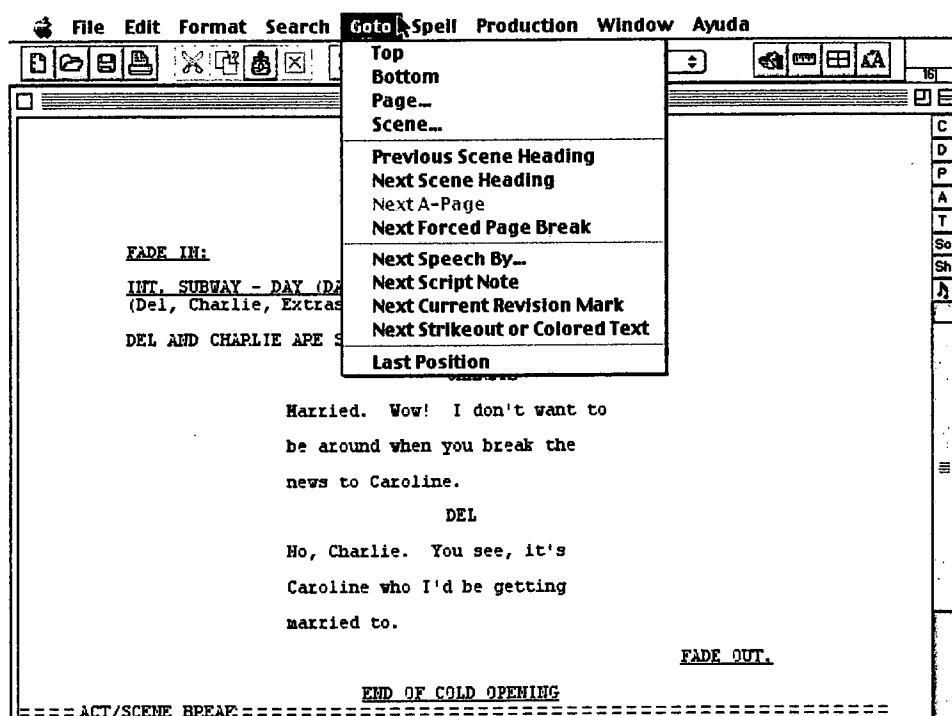 File Edit Format Search Goto Spell Production Window Ayuda
16
Top
Bottom
Page...
Scene...
Previous Scene Heading
Next Scene Heading
Next A-Page
Next Forced Page Break
Next Speech By...
Next Script Note
Next Current Revision Mark
Next Strikeout or Colored Text
Last Position
C
D
P
A
T
So
Sh
FADE IN:
INT. SUBWAY - DAY (DA
(Del, Charlie, Extras
DEL AND CHARLIE ARE S
Married. Wow! I don't want to
be around when you break the
news to Caroline.
DEL
No, Charlie. You see, it's
Caroline who I'd be getting
married to.
FADE OUT.
END OF COLD OPENING
====ACT/SCENE BREAK====